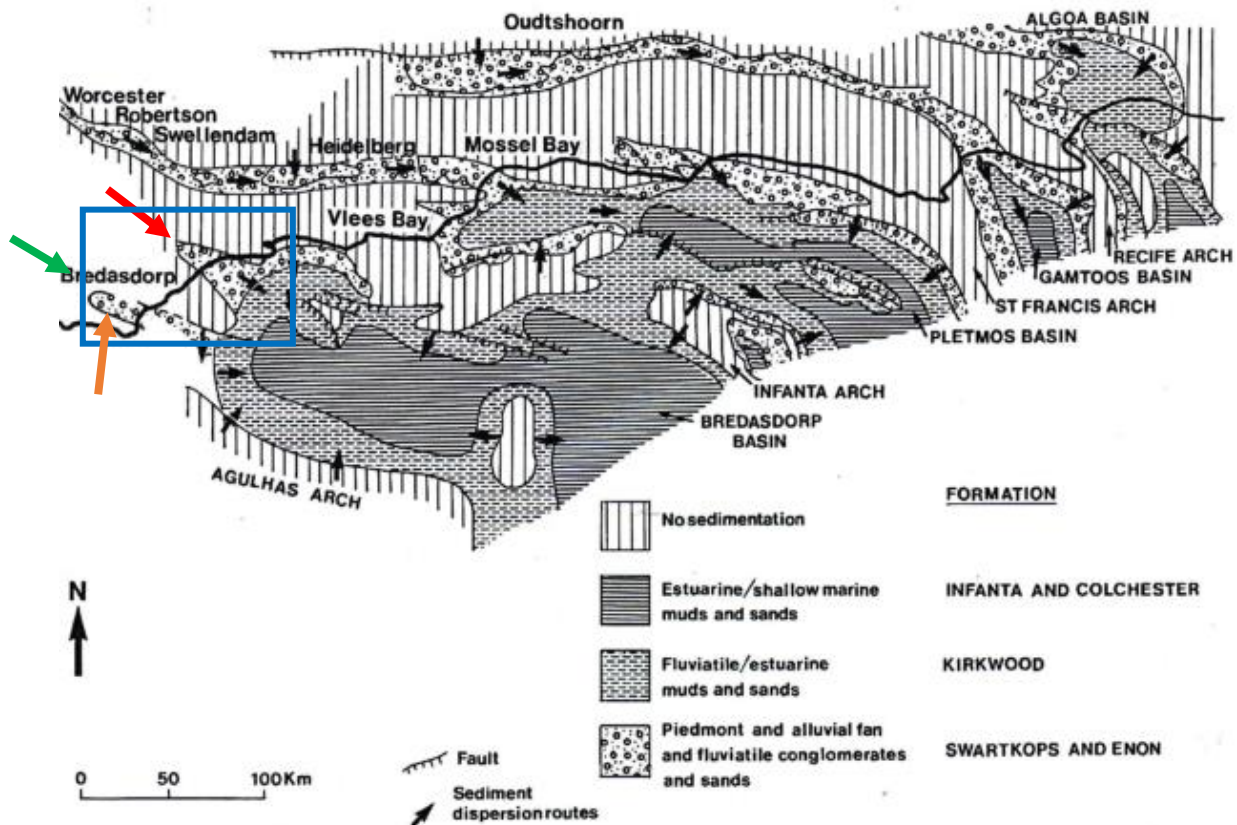 Oudtshoorn
ALGOA BASIN
Worcester
Robertson
Swellendam
Heidelberg
Mossel Bay
Vlees Bay
Bredasdorp
RECIFE ARCH
GAMTOOS BASIN
ST FRANCIS ARCH
PLETMOS BASIN
INFANTA ARCH
BREDASDORP
BASIN
AGULHAS ARCH
FORMATION
No sedimentation
Estuarine/shallow marine
muds and sands
INFANTA AND COLCHESTER
Fluviatile/estuarine
muds and sands
KIRKWOOD
Piedmont and alluvial fan
and fluviatile conglomerates
and sands
SWARTKOPS AND ENON
N
0 50 100Km
Fault
Sediment
dispersion routes